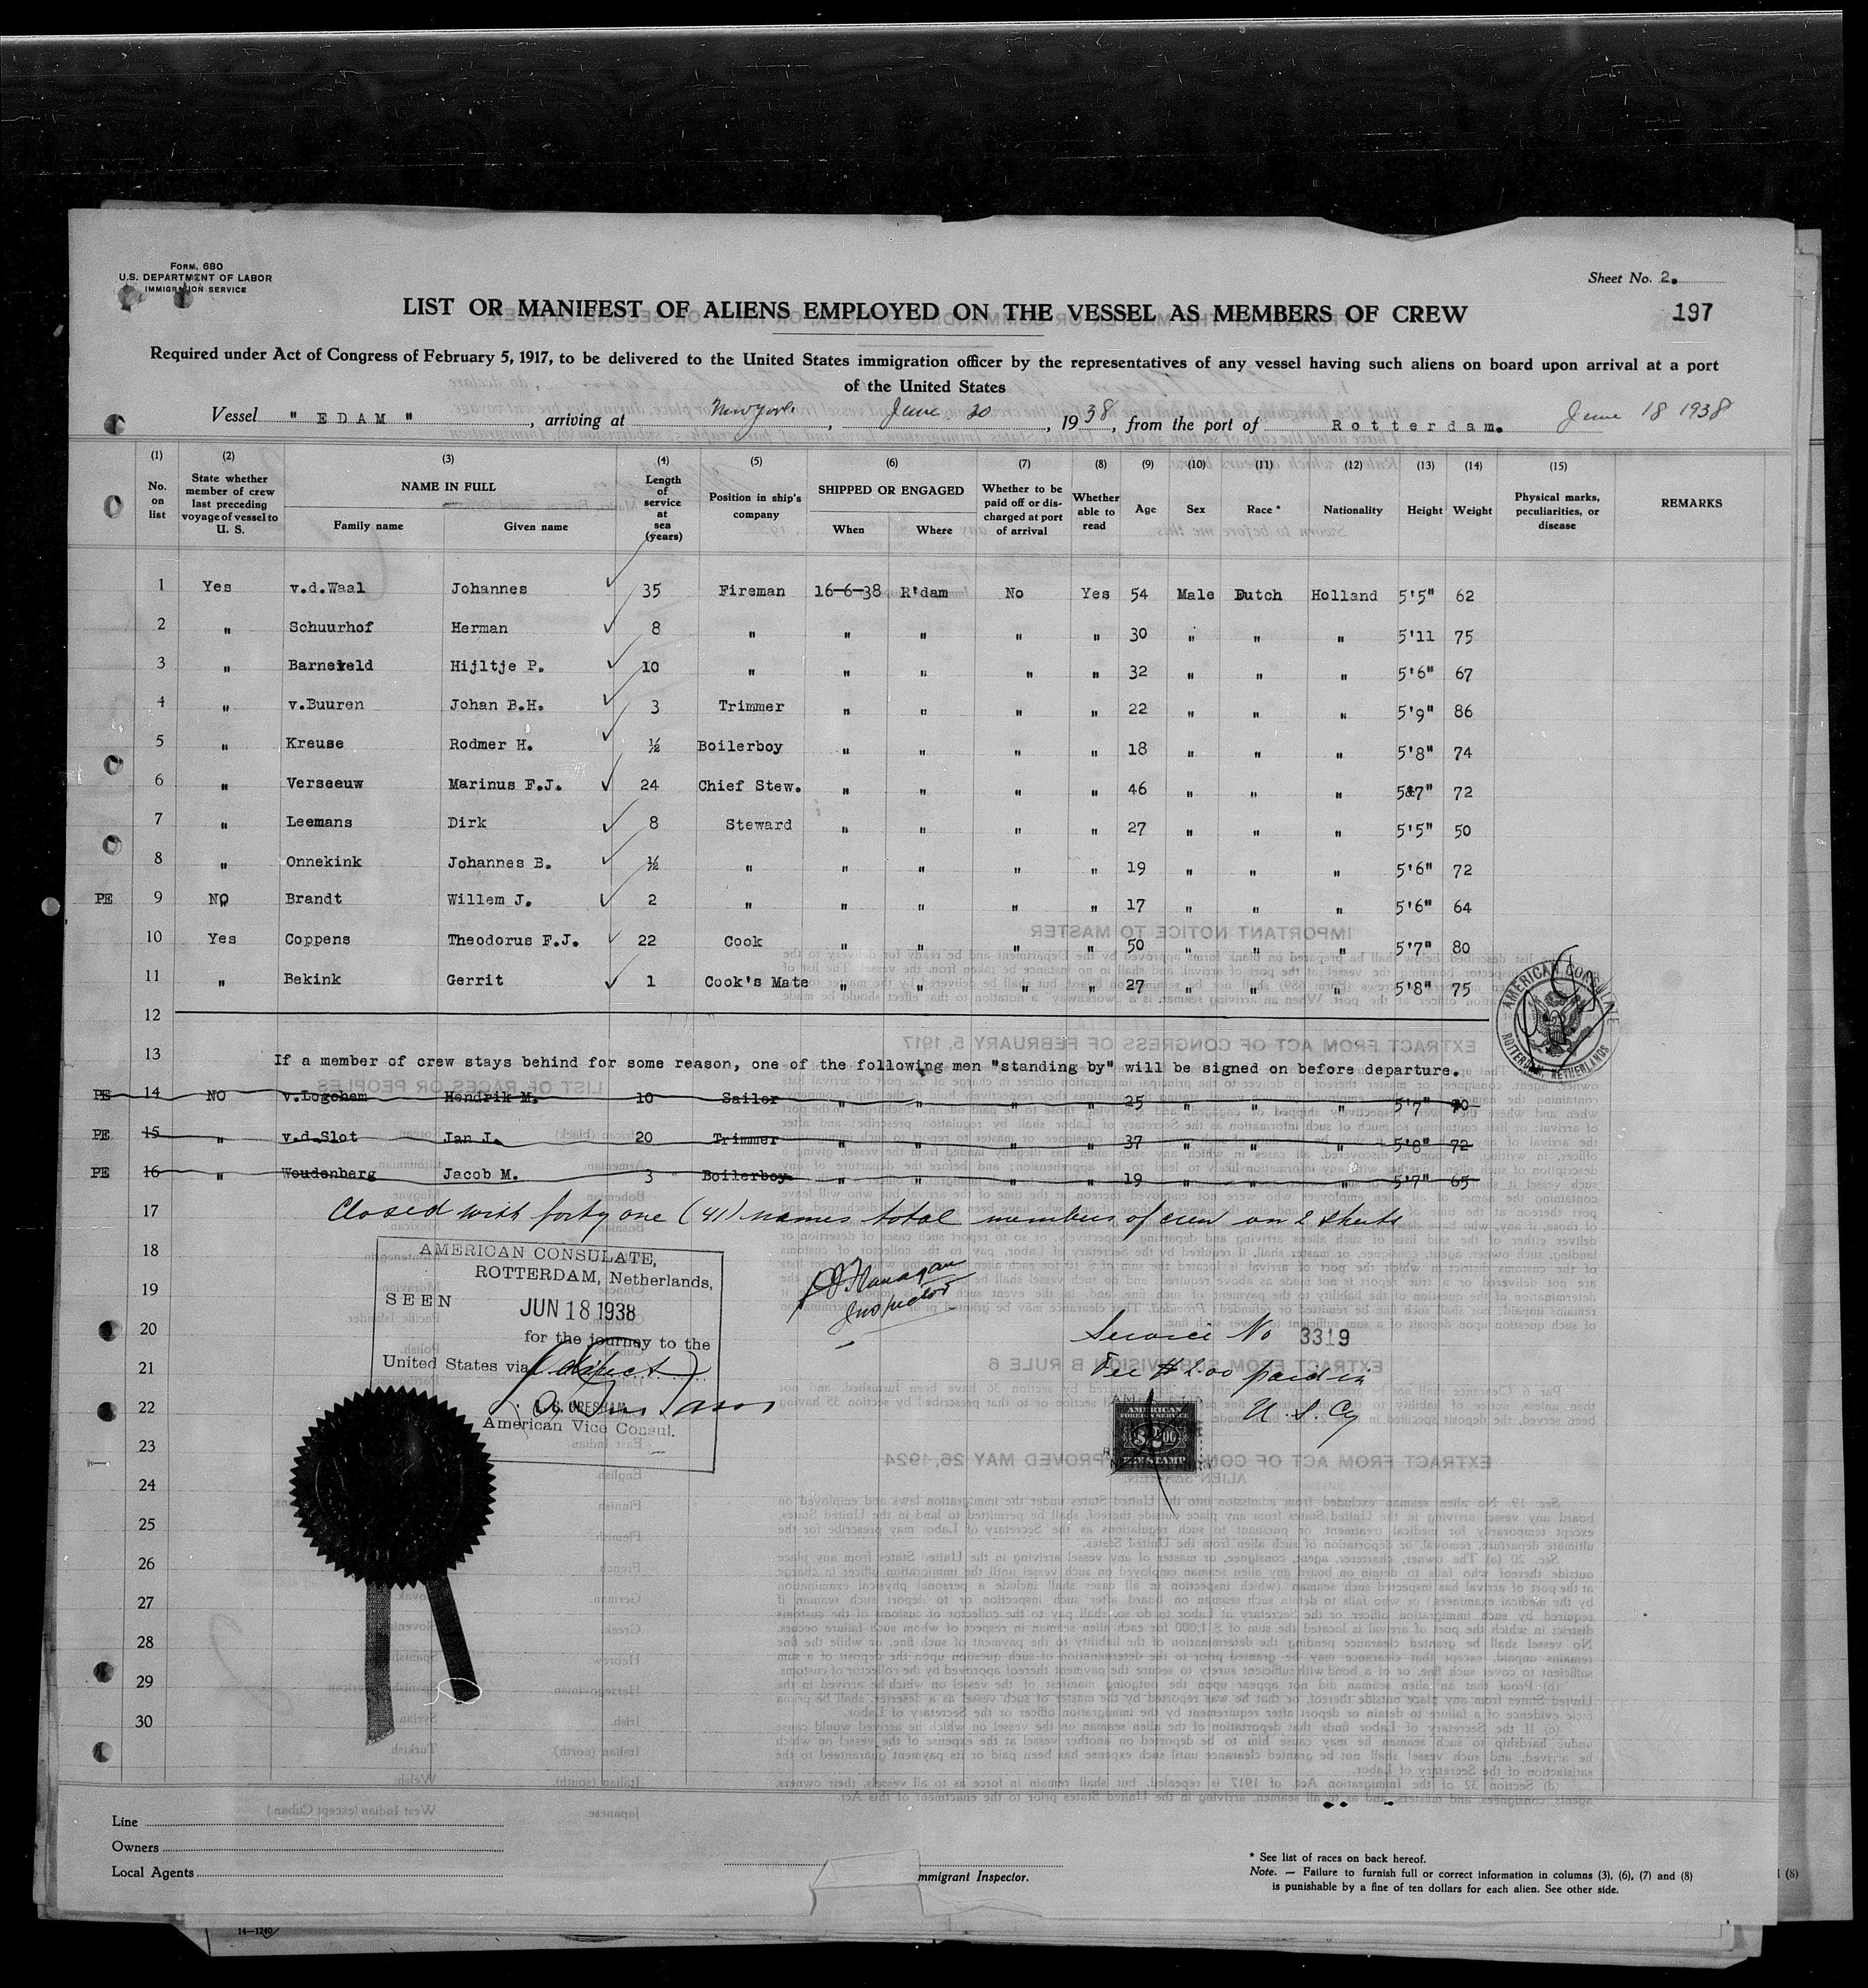 FORM. 680
U.S. DEPARTMENT OF LABOR
IMMIGRATION SERVICE
Sheet No. 2.
197
LIST OR MANIFEST OF ALIENS EMPLOYED ON THE VESSEL AS MEMBERS OF CREW
Required under Act of Congress of February 5, 1917, to be delivered to the United States immigration officer by the representatives of any vessel having such aliens on board upon arrival at a port
of the United States
Vessel " EDAM " , arriving at New York , June 30 , 1938 , from the port of Rotterdam. June 18 1938
(1) (2) (3) (4) (5) (6) (7) (8) (9) (10) (11) (12) (13) (14) (15)
No. on list State whether member of crew last preceding voyage of vessel to U. S. NAME IN FULL Family name Given name Length of service at sea (years) Position in ship's company SHIPPED OR ENGAGED When Where Whether to be paid off or discharged at port of arrival Whether able to read Age Sex Race * Nationality Height Weight Physical marks, peculiarities, or disease REMARKS
1 Yes v.d.Waal Johannes 35 Fireman 16-6-38 R'dam No Yes 54 Male Dutch Holland 5'5" 62
2 " Schuurhof Herman 8 " " " " " 30 " " " 5'11 75
3 " Barneveld Hijltje P. 10 " " " " " 32 " " " 5'6" 67
4 " v.Buuren Johan B.H. 3 Trimmer " " " " 22 " " " 5'9" 86
5 " Kreuse Rodmer H. ½ Boilerboy " " " " 18 " " " 5'8" 74
6 " Verseeuw Marinus F.J. 24 Chief Stew. " " " " 46 " " " 5'7" 72
7 " Leemans Dirk 8 Steward " " " " 27 " " " 5'5" 50
8 " Onnekink Johannes B. ½ " " " " " 19 " " " 5'6" 72
PE 9 NO Brandt Willem J. 2 " " " " " 17 " " " 5'6" 64
10 Yes Coppens Theodorus F.J. 22 Cook " " " " 50 " " " 5'7" 80
11 " Bekink Gerrit 1 Cook's Mate " " " " 27 " " " 5'8" 75
12
13 If a member of crew stays behind for some reason, one of the following men "standing by" will be signed on before departure.
PE 14 NO v.Logchem Hendrik M. 10 Sailor " " " " 25 " " " 5'7" 70
PE 15 " v.d.Slot Jan J. 20 Trimmer " " " " 37 " " " 5'8" 72
PE 16 " Woudenberg Jacob M. 3 Boilerboy " " " " 19 " " " 5'7" 65
17 Closed with forty one (41) names total members of crew on 2 sheets
18
19
20
21
22
23
24
25
26
27
28
29
30
AMERICAN CONSULATE,
ROTTERDAM, Netherlands,
SEEN
JUN 18 1938
for the journey to the
United States via (direct)
American Vice Consul.
Flanagan
Inspector
Service No 3319
Fee $2.00 paid in
U. S. Cy
AMERICAN
FOREIGN SERVICE
$2.00
FEE STAMP
AMERICAN CONSULATE
ROTTERDAM, NETHERLANDS
Line
Owners
Local Agents
mmigrant Inspector.
* See list of races on back hereof.
Note. — Failure to furnish full or correct information in columns (3), (6), (7) and (8)
is punishable by a fine of ten dollars for each alien. See other side.
(8)
14—1240